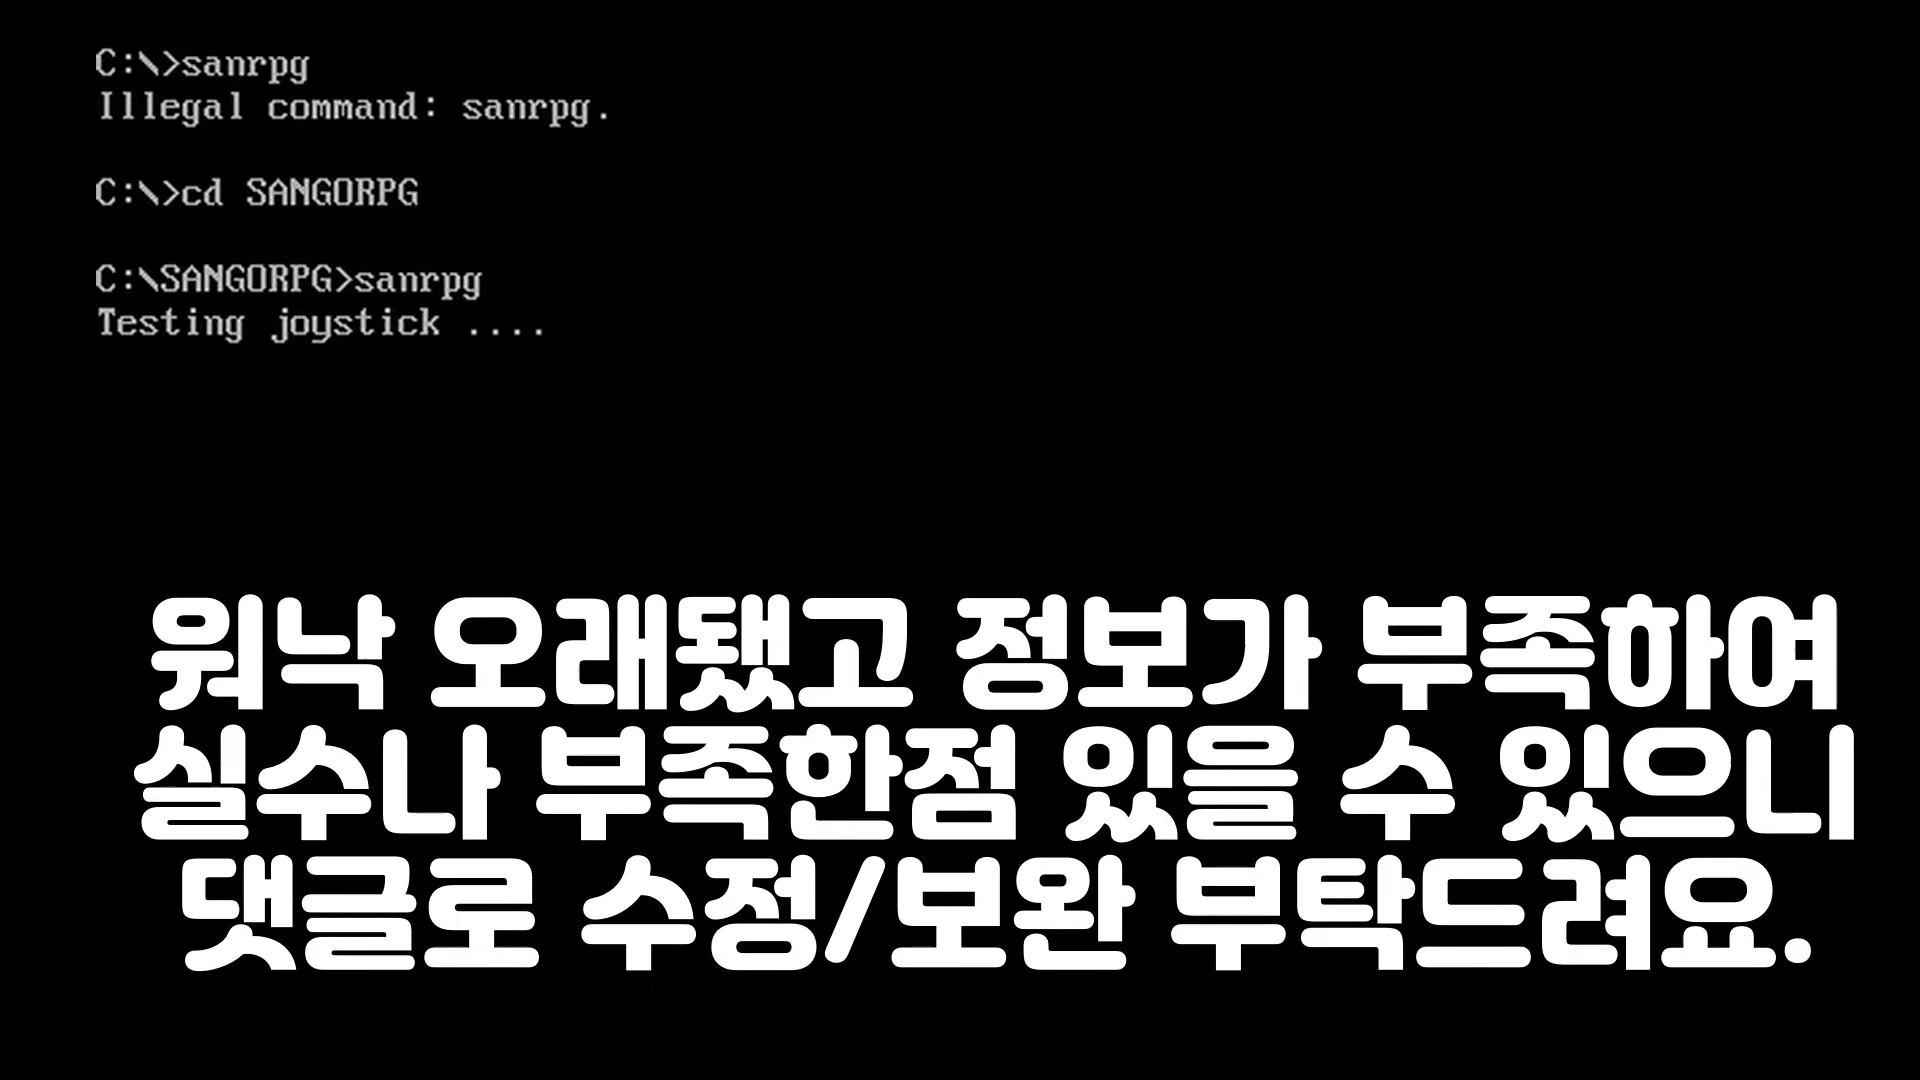 C:\>sanrpg
Illegal command: sanrpg.
C:\>cd SANGORPG
C:\SANGORPG>sanrpg
Testing joystick ....
워낙 오래됐고 정보가 부족하여
실수나 부족한점 있을 수 있으니
댓글로 수정/보완 부탁드려요.